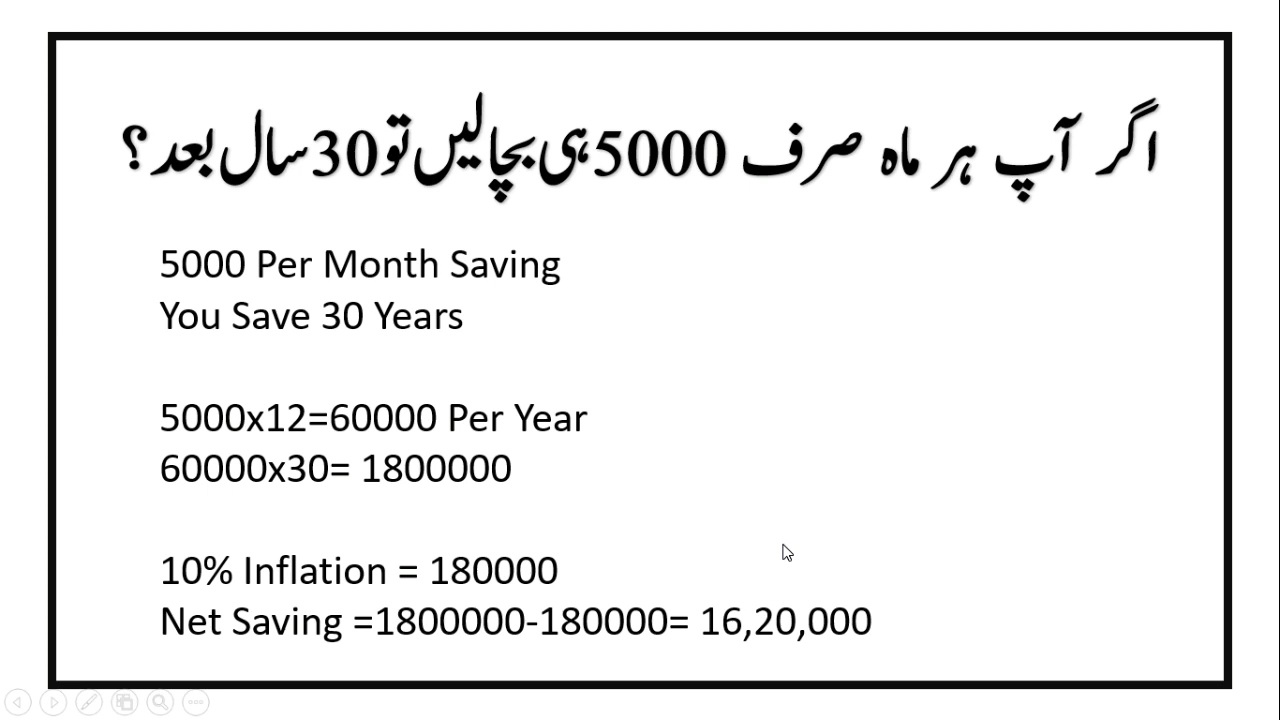 اگر آپ ہر ماہ صرف 5000 ہی بچا لیں تو 30 سال بعد ؟
5000 Per Month Saving
You Save 30 Years
5000x12=60000 Per Year
60000x30= 1800000
10% Inflation = 180000
Net Saving =1800000-180000= 16,20,000